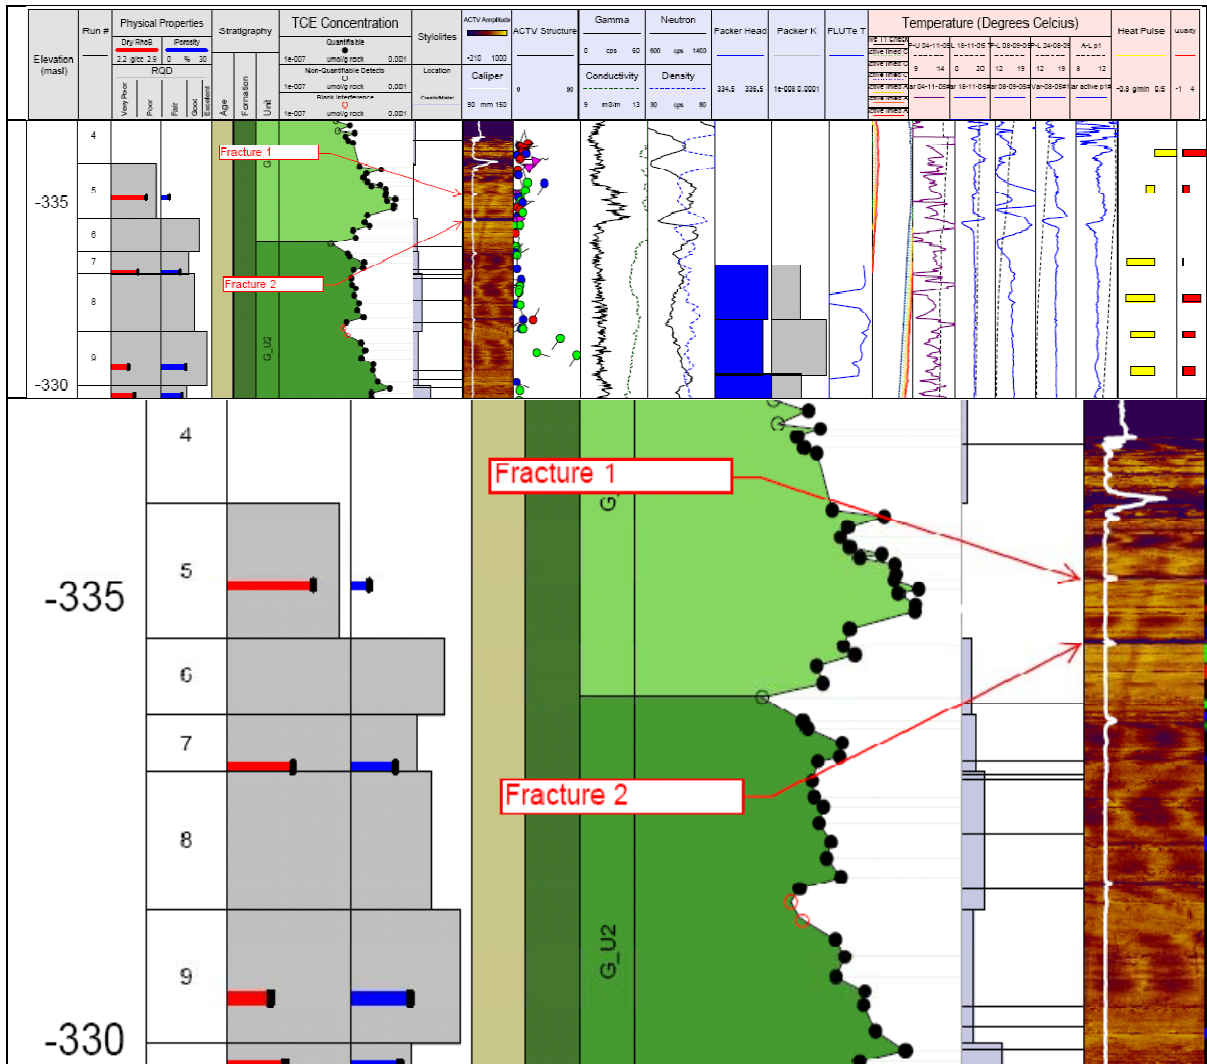 Elevation
(masl)
Run #
Physical Properties
Dry RhoB
Porosity
2.2 g/cc 2.9
0 % 30
RQD
Very Poor
Poor
Fair
Good
Excellent
Stratigraphy
Age
Formation
Unit
TCE Concentration
Quantifiable
1e-007 umol/g rock 0.001
Non-Quantifiable Detects
1e-007 umol/g rock 0.001
Blank Interference
1e-007 umol/g rock 0.001
Stylolites
Location
Counts/Meter
ACTV Amplitude
-210 1000
Caliper
90 mm 150
ACTV Structure
0 90
Gamma
0 cps 60
Conductivity
9 mS/m 13
Neutron
600 cps 1400
Density
30 cps 80
Packer Head
334.5 336.5
Packer K
1e-008 0.0001
FLUTe T
Temperature (Degrees Celcius)
9 14
0 20
12 19
12 19
A-L p1
8 12
Heat Pulse
-0.8 g/min 0.5
Quality
-1 4
4
5
6
7
8
9
-335
-330
Fracture 1
Fracture 2
G_U2
4
5
6
7
8
9
-335
-330
Fracture 1
Fracture 2
G_U2